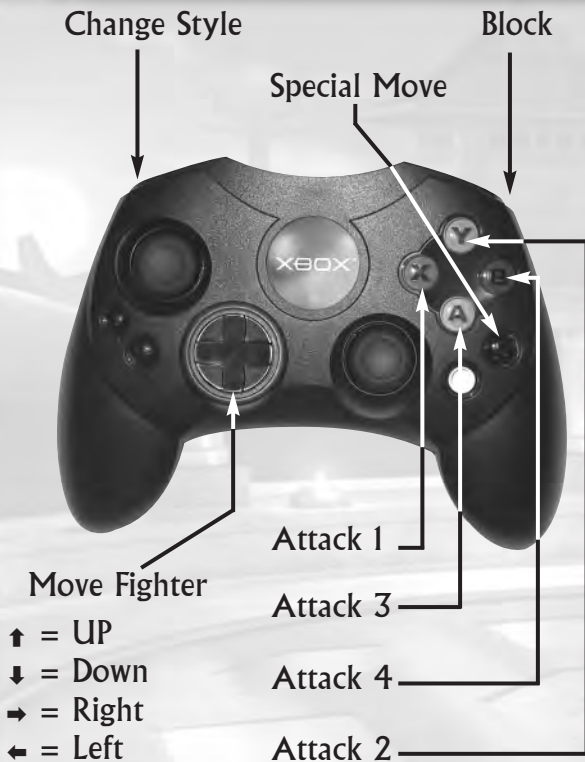 Change Style
Block
Special Move
Y
XBOX
X
B
A
Attack 1
Move Fighter
Attack 3
↑ = UP
↓ = Down
Attack 4
→ = Right
← = Left
Attack 2